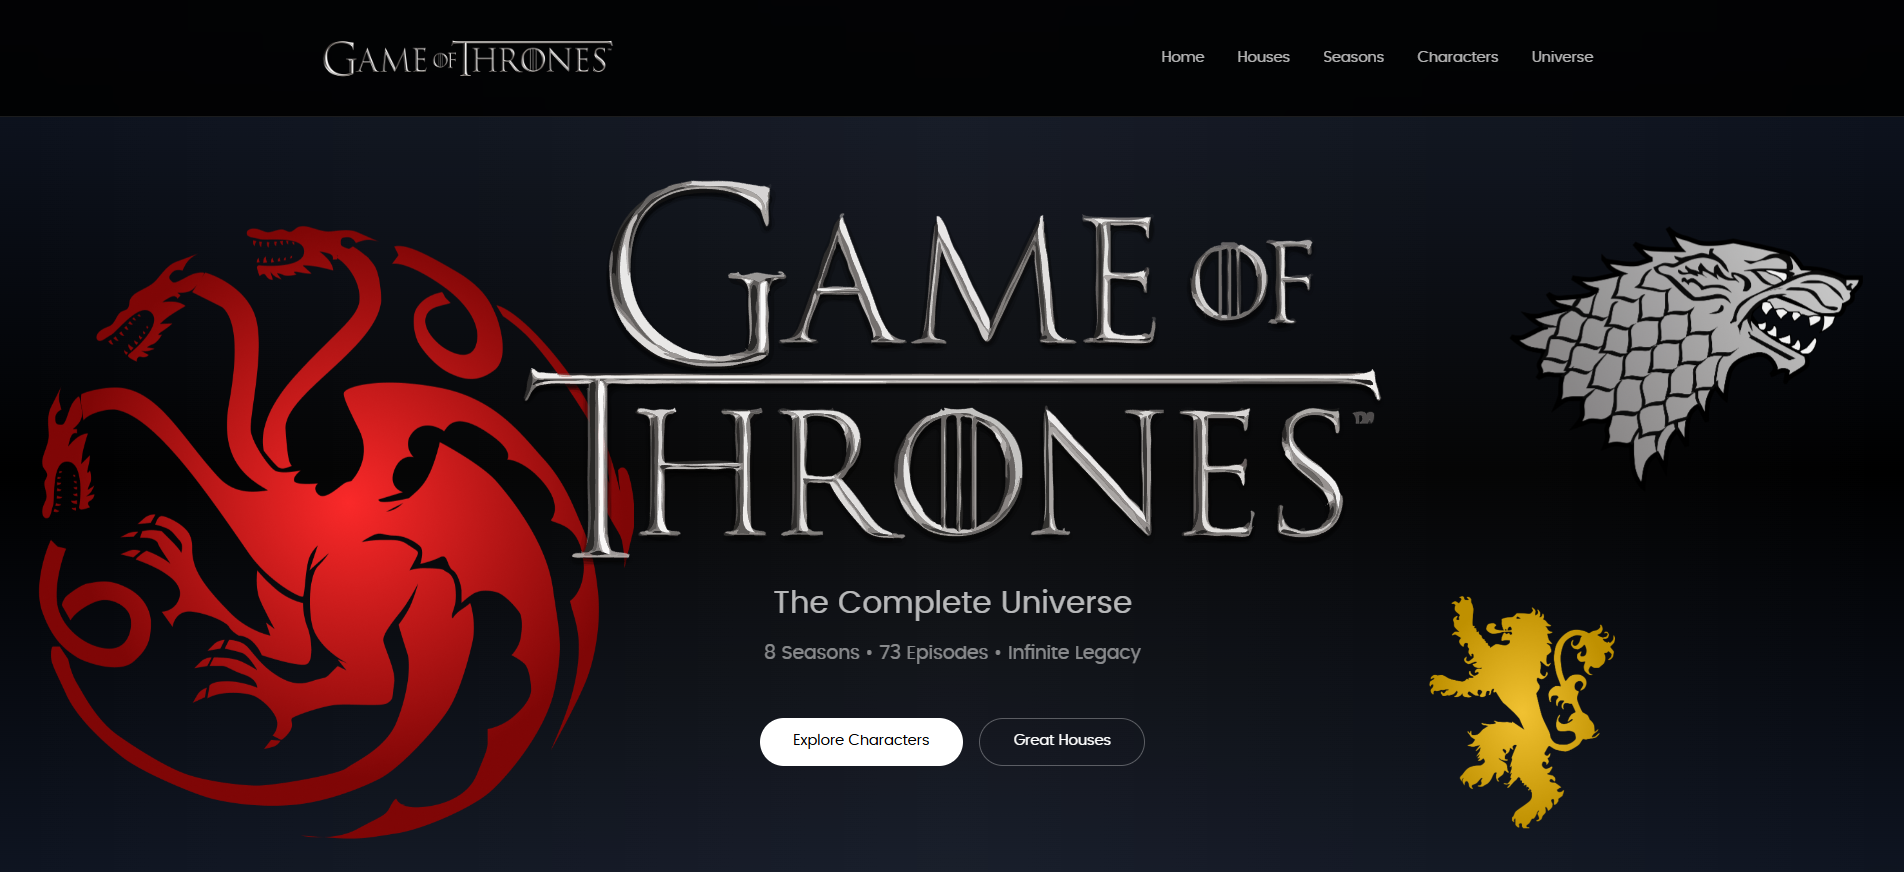 GAME OF THRONES
Home Houses Seasons Characters Universe
GAME OF
THRONES™
The Complete Universe
8 Seasons • 73 Episodes • Infinite Legacy
Explore Characters Great Houses